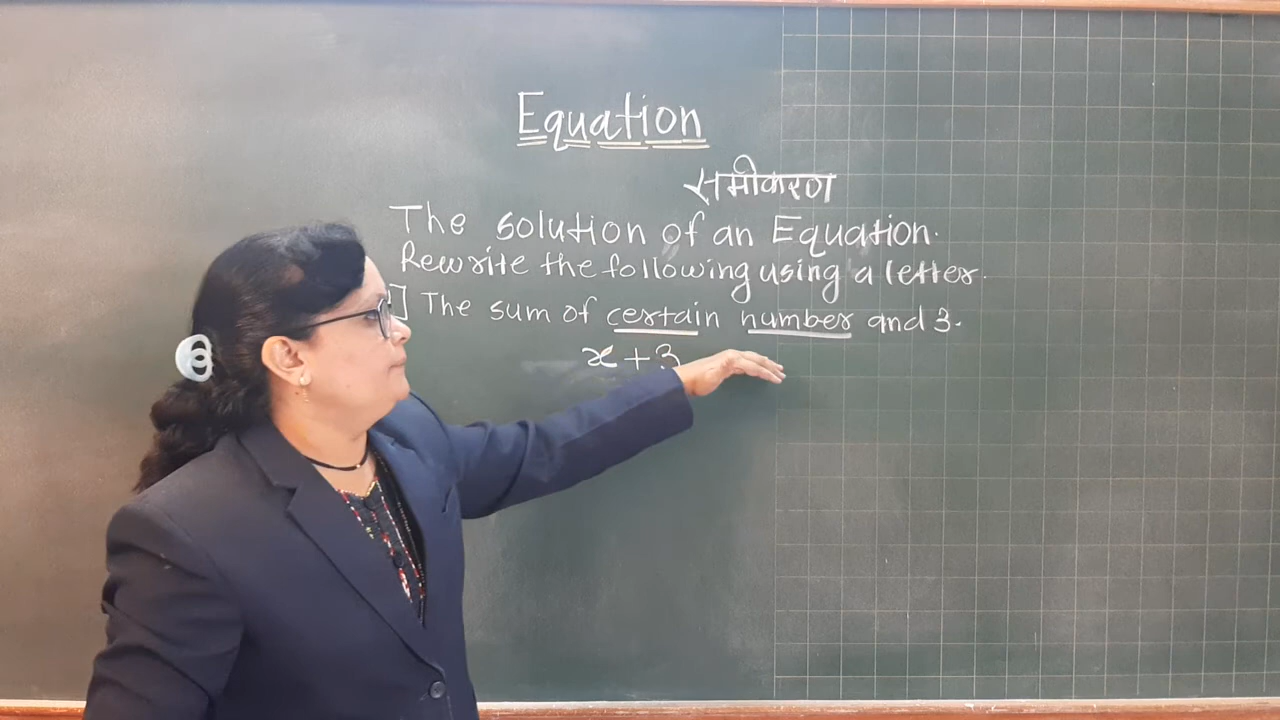 Equation
समीकरण
The solution of an Equation.
Rewrite the following using a letter.
] The sum of certain number and 3.
x + 3